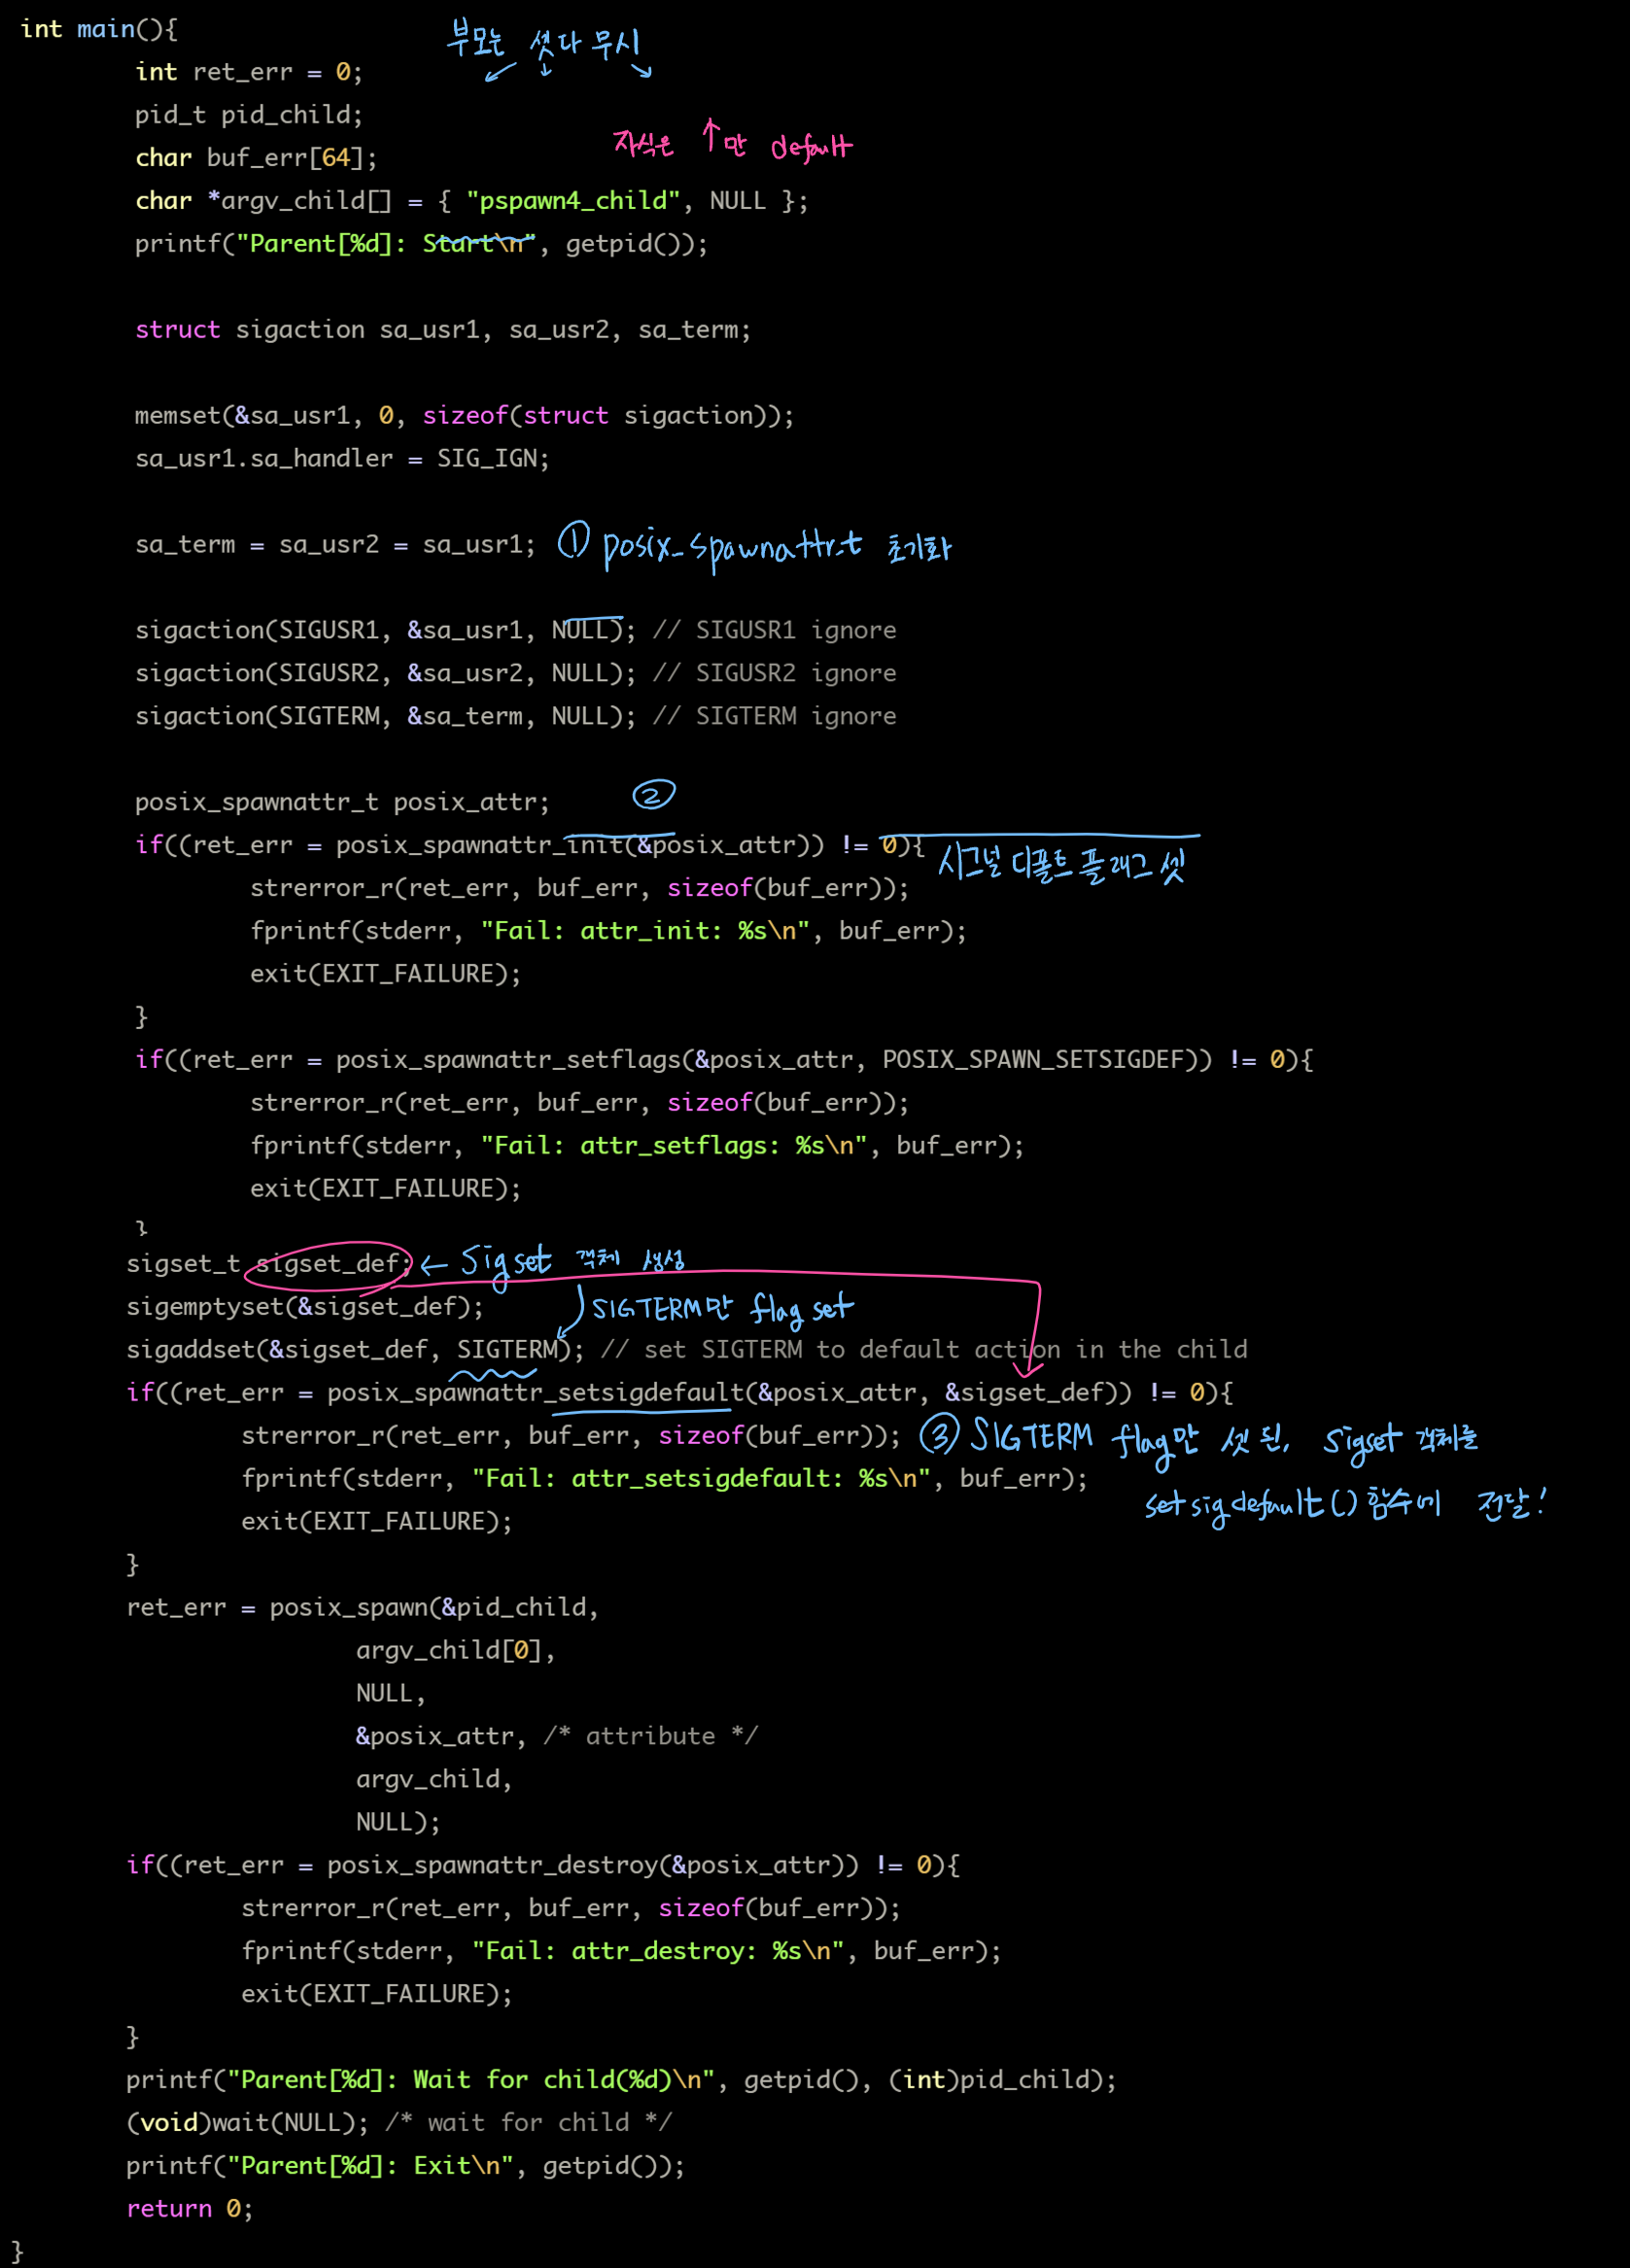 int main(){
부모는 셋다 무시
int ret_err = 0;
pid_t pid_child;
char buf_err[64];
자식은 ↑만 default
char *argv_child[] = { "pspawn4_child", NULL };
printf("Parent[%d]: Start\n", getpid());
struct sigaction sa_usr1, sa_usr2, sa_term;
memset(&sa_usr1, 0, sizeof(struct sigaction));
sa_usr1.sa_handler = SIG_IGN;
sa_term = sa_usr2 = sa_usr1; ① posix_spawnattr_t 초기화
sigaction(SIGUSR1, &sa_usr1, NULL); // SIGUSR1 ignore
sigaction(SIGUSR2, &sa_usr2, NULL); // SIGUSR2 ignore
sigaction(SIGTERM, &sa_term, NULL); // SIGTERM ignore
posix_spawnattr_t posix_attr; ②
if((ret_err = posix_spawnattr_init(&posix_attr)) != 0){ 시그널 디폴트 플래그 셋
strerror_r(ret_err, buf_err, sizeof(buf_err));
fprintf(stderr, "Fail: attr_init: %s\n", buf_err);
exit(EXIT_FAILURE);
}
if((ret_err = posix_spawnattr_setflags(&posix_attr, POSIX_SPAWN_SETSIGDEF)) != 0){
strerror_r(ret_err, buf_err, sizeof(buf_err));
fprintf(stderr, "Fail: attr_setflags: %s\n", buf_err);
exit(EXIT_FAILURE);
}
sigset_t sigset_def; ← Sigset 객체 생성
sigemptyset(&sigset_def); SIGTERM만 flag set
sigaddset(&sigset_def, SIGTERM); // set SIGTERM to default action in the child
if((ret_err = posix_spawnattr_setsigdefault(&posix_attr, &sigset_def)) != 0){
strerror_r(ret_err, buf_err, sizeof(buf_err)); ③ SIGTERM flag만 셋 된, Sigset 객체를
fprintf(stderr, "Fail: attr_setsigdefault: %s\n", buf_err);
setsigdefault() 함수에 전달!
exit(EXIT_FAILURE);
}
ret_err = posix_spawn(&pid_child,
argv_child[0],
NULL,
&posix_attr, /* attribute */
argv_child,
NULL);
if((ret_err = posix_spawnattr_destroy(&posix_attr)) != 0){
strerror_r(ret_err, buf_err, sizeof(buf_err));
fprintf(stderr, "Fail: attr_destroy: %s\n", buf_err);
exit(EXIT_FAILURE);
}
printf("Parent[%d]: Wait for child(%d)\n", getpid(), (int)pid_child);
(void)wait(NULL); /* wait for child */
printf("Parent[%d]: Exit\n", getpid());
return 0;
}